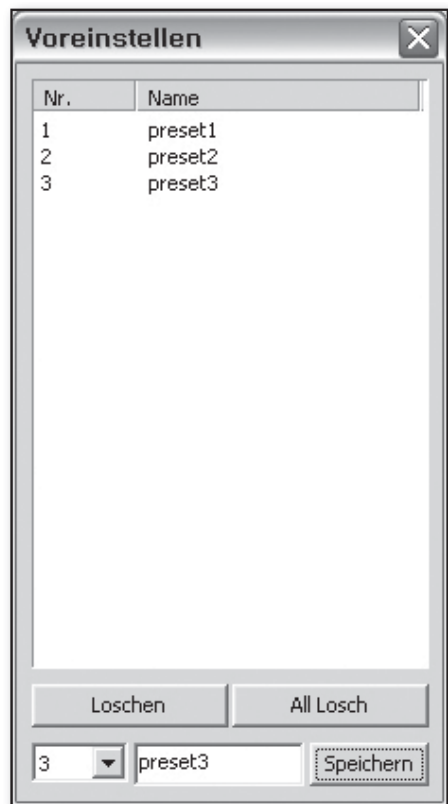 Voreinstellen
Nr. Name
1 preset1
2 preset2
3 preset3
Loschen All Losch
3 preset3 Speichern